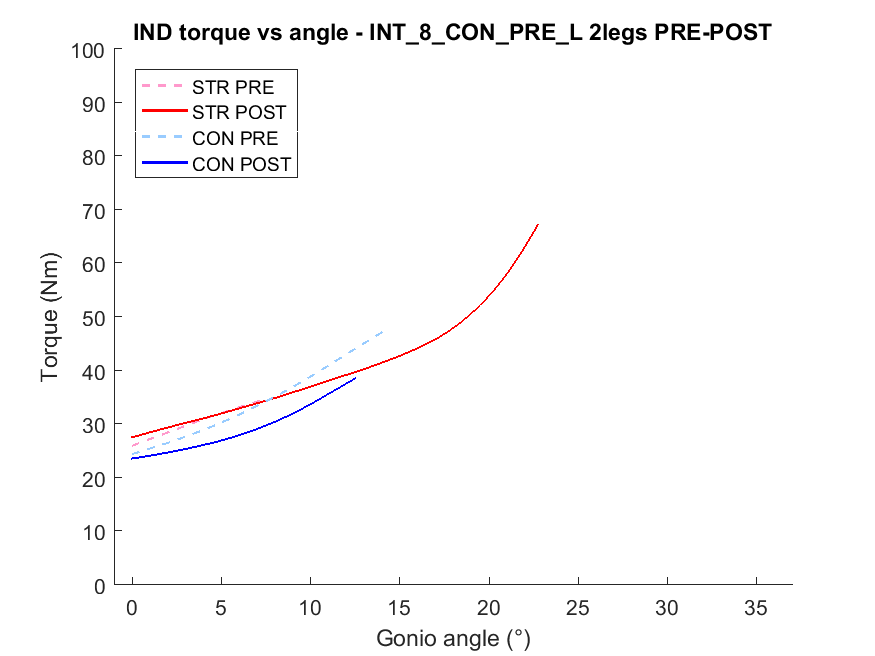 IND torque vs angle - INT_8_CON_PRE_L 2legs PRE-POST
100
90
80
70
60
50
40
30
20
10
0
STR PRE
STR POST
CON PRE
CON POST
Torque (Nm)
0 5 10 15 20 25 30 35
Gonio angle (°)